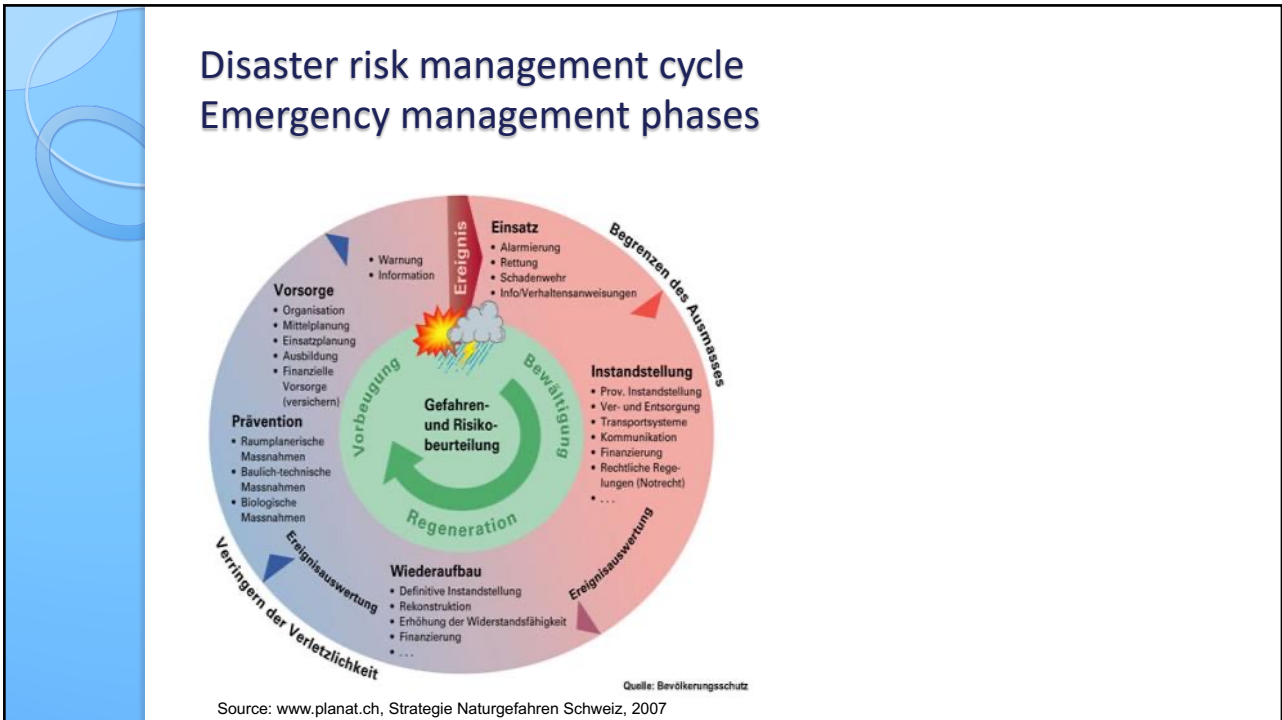 Disaster risk management cycle
Emergency management phases
Ereignis
Einsatz
• Alarmierung
• Rettung
• Schadenwehr
• Info/Verhaltensanweisungen
Begrenzen des Ausmasses
• Warnung
• Information
Vorsorge
• Organisation
• Mittelplanung
• Einsatzplanung
• Ausbildung
• Finanzielle
Vorsorge
(versichern)
Prävention
• Raumplanerische
Massnahmen
• Baulich-technische
Massnahmen
• Biologische
Massnahmen
Vorbeugung
Bewältigung
Regeneration
Gefahren-
und Risiko-
beurteilung
Instandstellung
• Prov. Instandstellung
• Ver- und Entsorgung
• Transportsysteme
• Kommunikation
• Finanzierung
• Rechtliche Rege-
lungen (Notrecht)
• ...
Ereignisauswertung
Wiederaufbau
• Definitive Instandstellung
• Rekonstruktion
• Erhöhung der Widerstandsfähigkeit
• Finanzierung
• ...
Ereignisauswertung
Verringern der Verletzlichkeit
Quelle: Bevölkerungsschutz
Source: www.planat.ch, Strategie Naturgefahren Schweiz, 2007